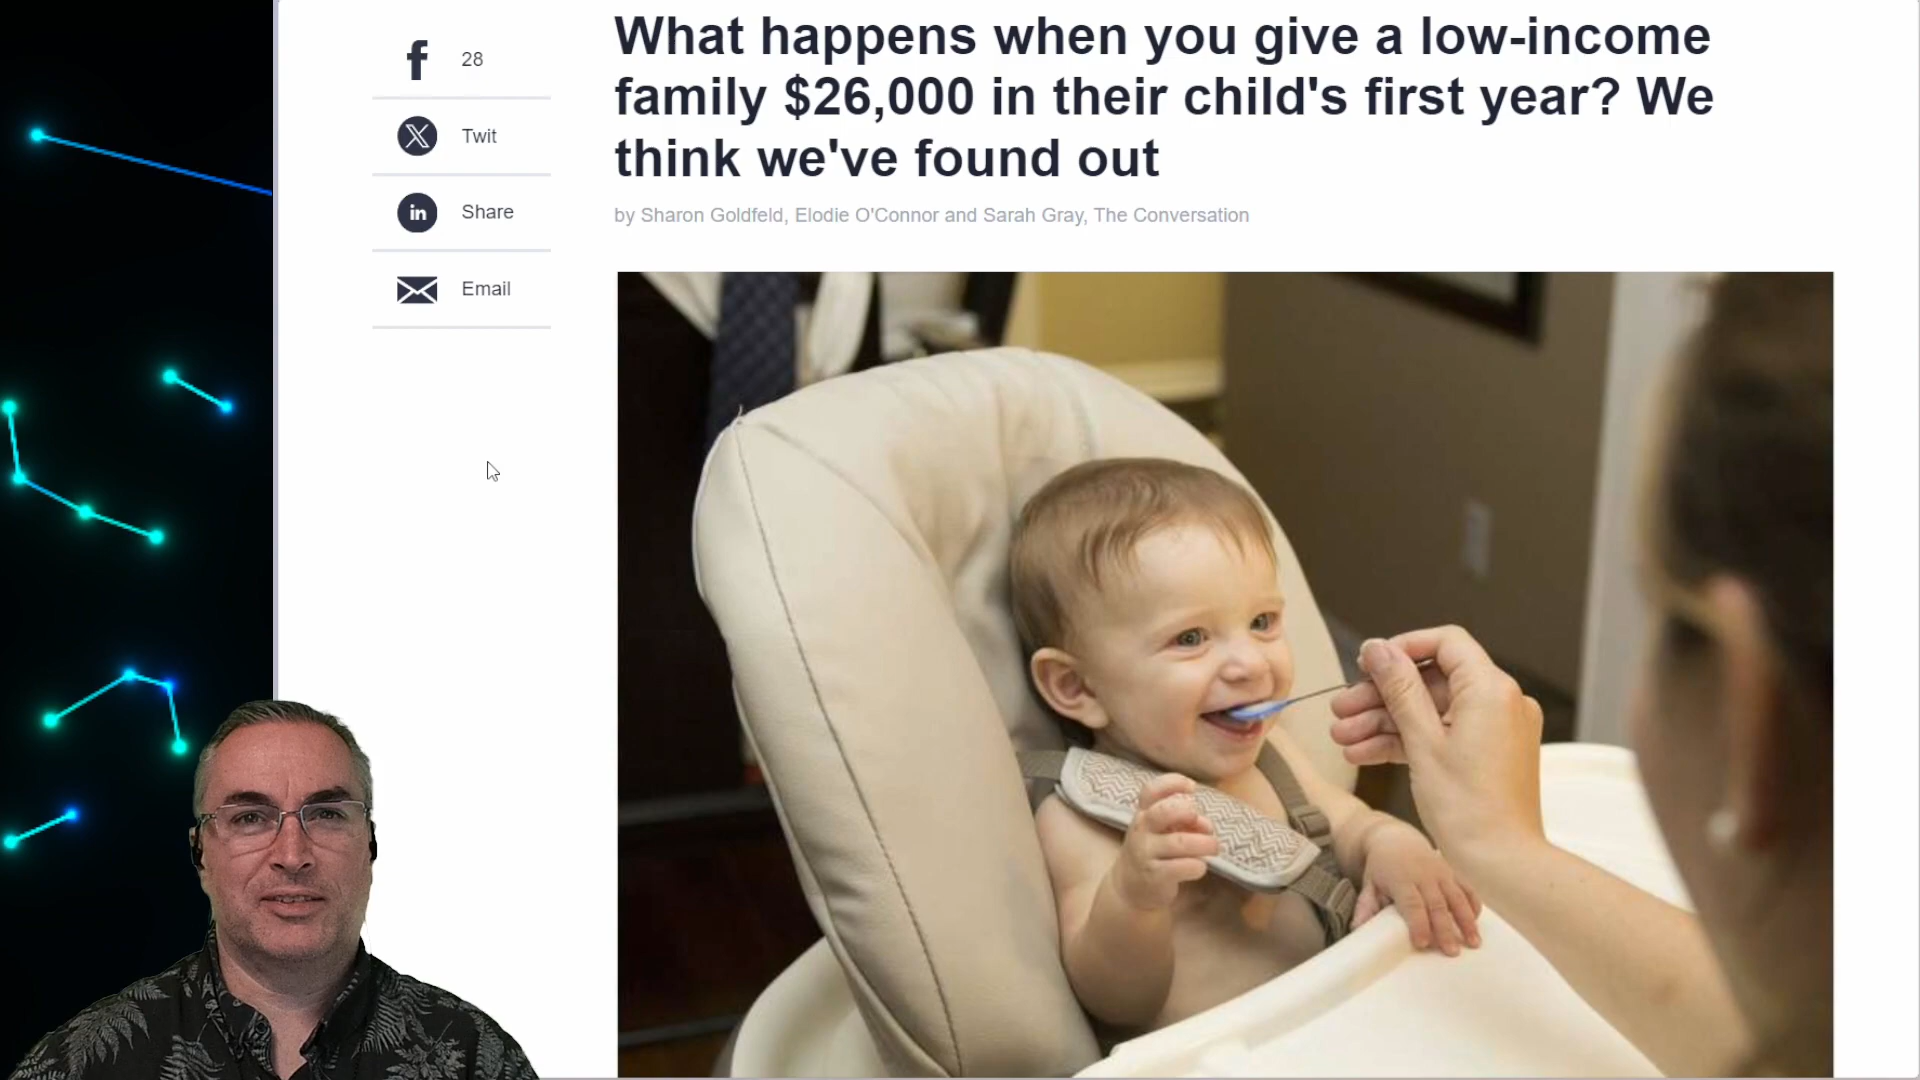 What happens when you give a low-income
family $26,000 in their child's first year? We
think we've found out
by Sharon Goldfeld, Elodie O'Connor and Sarah Gray, The Conversation
28
Twit
Share
Email